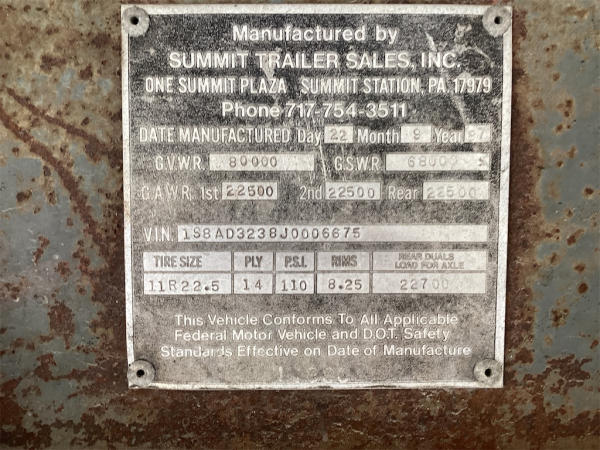 Manufactured by
SUMMIT TRAILER SALES, INC.
ONE SUMMIT PLAZA SUMMIT STATION, PA. 17979
Phone 717-754-3511
DATE MANUFACTURED Day 22 Month 9 Year 87
G.V.W.R. 80000 G.S.W.R. 68000
G.A.W.R. 1st 22500 2nd 22500 Rear 22500
V.I.N. 1S8AD3238J0006675
TIRE SIZE PLY P.S.I. RIMS REAR DUALS LOAD FOR AXLE
11R22.5 14 110 8.25 22700
This Vehicle Conforms To All Applicable
Federal Motor Vehicle and D.O.T. Safety
Standards Effective on Date of Manufacture